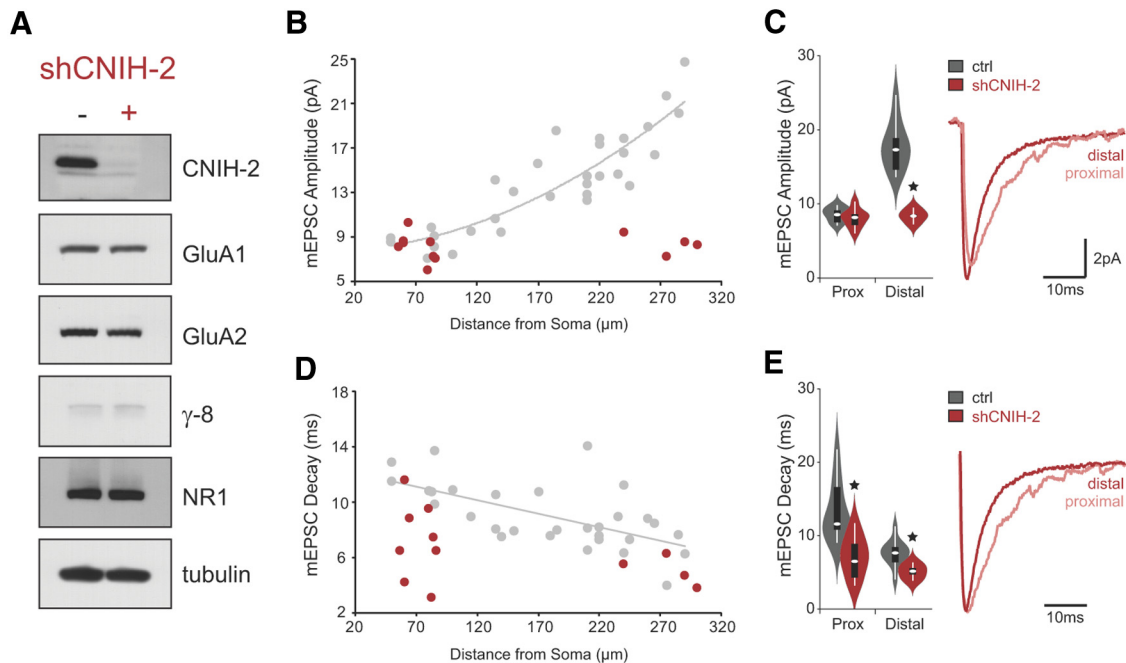 A
shCNIH-2
- +
CNIH-2
GluA1
GluA2
γ-8
NR1
tubulin
B
mEPSC Amplitude (pA)
25
21
17
13
9
5
20 70 120 170 220 270 320
Distance from Soma (µm)
C
mEPSC Amplitude (pA)
30
20
10
0
Prox Distal
ctrl
shCNIH-2
distal
proximal
2pA
10ms
D
mEPSC Decay (ms)
18
14
10
6
2
20 70 120 170 220 270 320
Distance from Soma (µm)
E
mEPSC Decay (ms)
30
20
10
0
Prox Distal
ctrl
shCNIH-2
distal
proximal
10ms